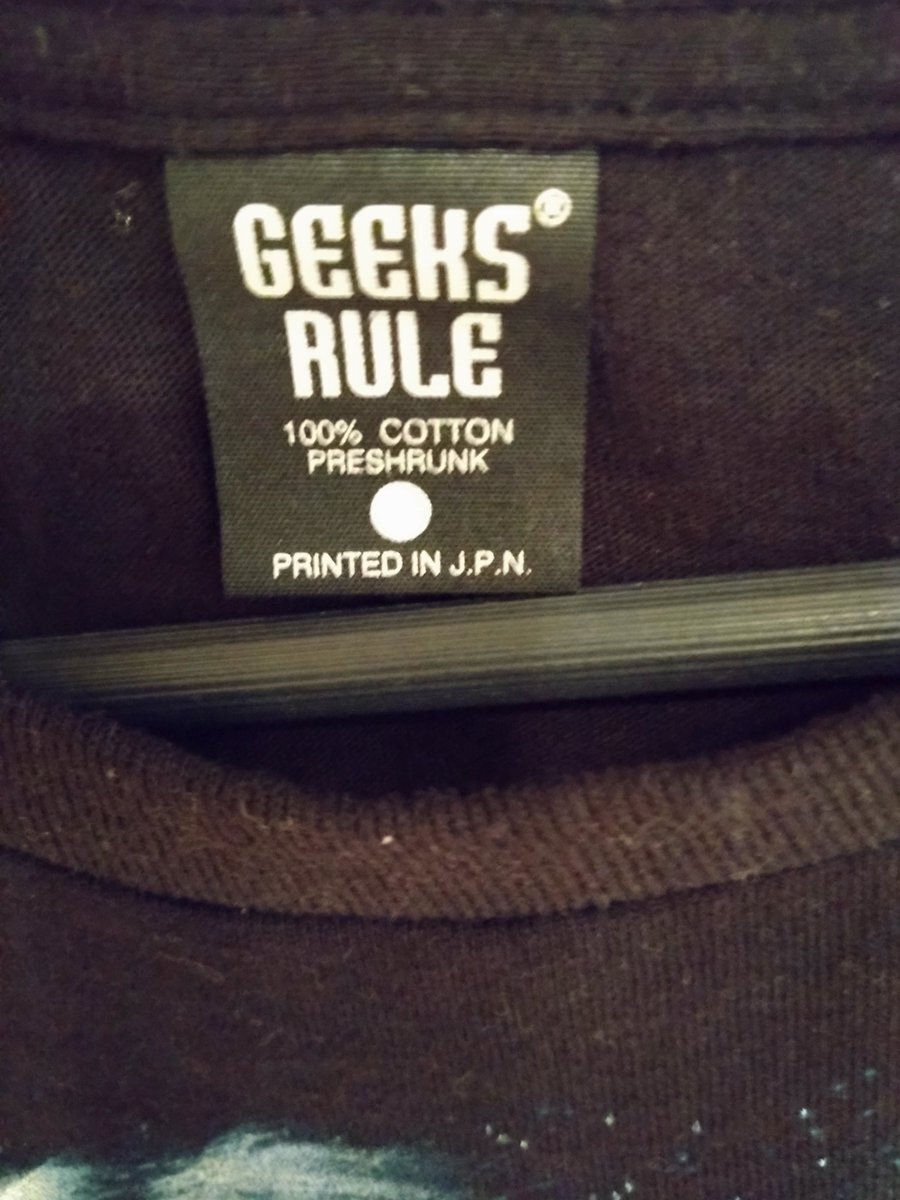 GEEKS®
RULE
100% COTTON
PRESHRUNK
PRINTED IN J.P.N.